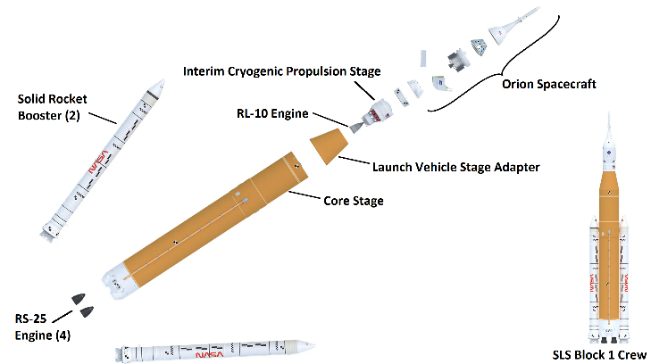 Interim Cryogenic Propulsion Stage
Orion Spacecraft
Solid Rocket
Booster (2)
RL-10 Engine
NASA
Launch Vehicle Stage Adapter
Core Stage
RS-25
Engine (4)
NASA
SLS Block 1 Crew